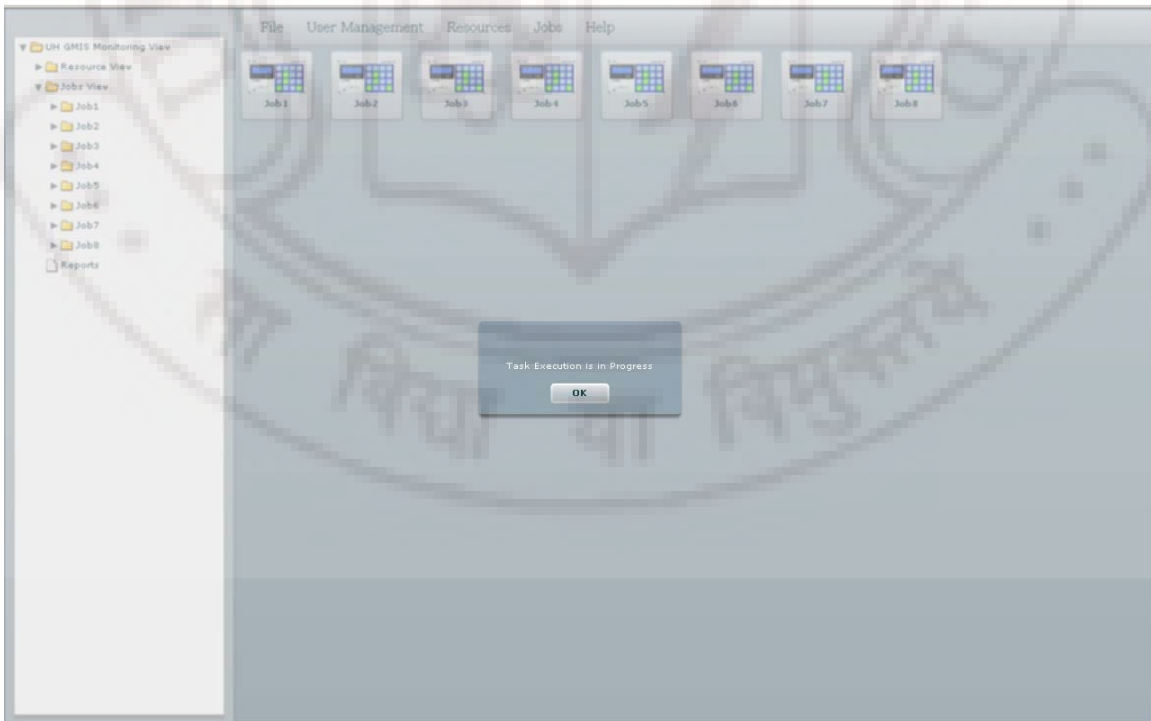 File User Management Resources Jobs Help
UH GMIS Monitoring View
Resource View
Jobs View
Job1
Job2
Job3
Job4
Job5
Job6
Job7
Job8
Reports
Job1 Job2 Job3 Job4 Job5 Job6 Job7 Job8
Task Execution is in Progress
OK
सा विद्या या विमुक्तये